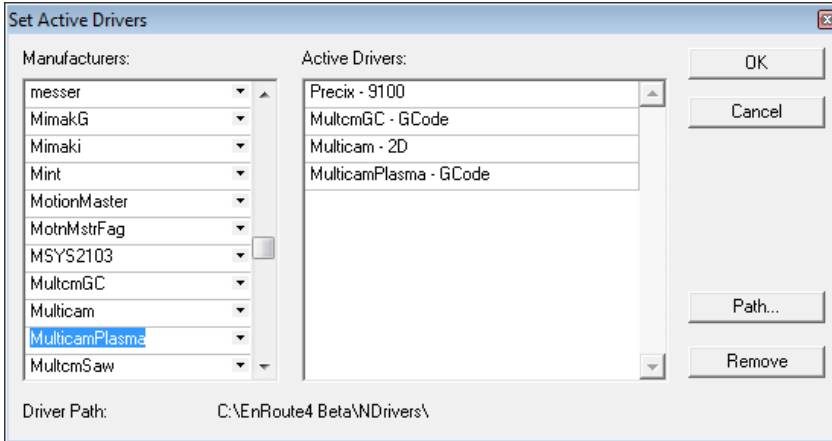 Set Active Drivers
Manufacturers:
messer
MimakG
Mimaki
Mint
MotionMaster
MotnMstrFag
MSYS2103
MultcmGC
Multicam
MulticamPlasma
MultcmSaw
Active Drivers:
Precix - 9100
MultcmGC - GCode
Multicam - 2D
MulticamPlasma - GCode
OK
Cancel
Path...
Remove
Driver Path: C:\EnRoute4 Beta\NDrivers\